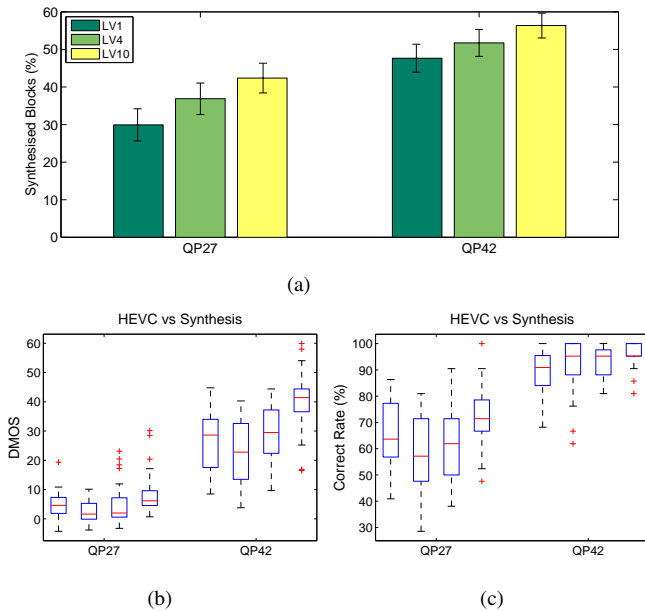 60
50
40
30
20
10
0
Synthesised Blocks (%)
LV1
LV4
LV10
QP27 QP42
(a)
HEVC vs Synthesis
60
50
40
30
20
10
0
DMOS
QP27 QP42
(b)
HEVC vs Synthesis
100
90
80
70
60
50
40
30
Correct Rate (%)
QP27 QP42
(c)